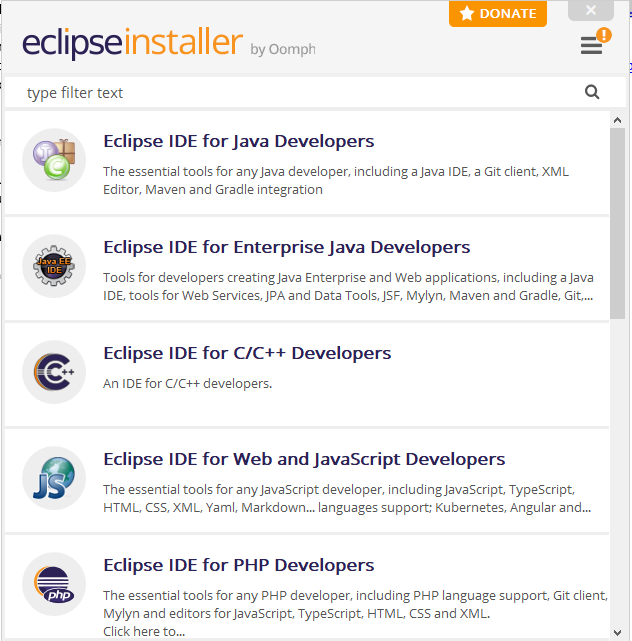 DONATE
eclipseinstaller by Oomph
!
type filter text
Eclipse IDE for Java Developers
The essential tools for any Java developer, including a Java IDE, a Git client, XML
Editor, Maven and Gradle integration
Java EE
IDE
Eclipse IDE for Enterprise Java Developers
Tools for developers creating Java Enterprise and Web applications, including a Java
IDE, tools for Web Services, JPA and Data Tools, JSF, Mylyn, Maven and Gradle, Git,...
C++
Eclipse IDE for C/C++ Developers
An IDE for C/C++ developers.
JS
Eclipse IDE for Web and JavaScript Developers
The essential tools for any JavaScript developer, including JavaScript, TypeScript,
HTML, CSS, XML, Yaml, Markdown... languages support; Kubernetes, Angular and...
php
Eclipse IDE for PHP Developers
The essential tools for any PHP developer, including PHP language support, Git client,
Mylyn and editors for JavaScript, TypeScript, HTML, CSS and XML.
Click here to...